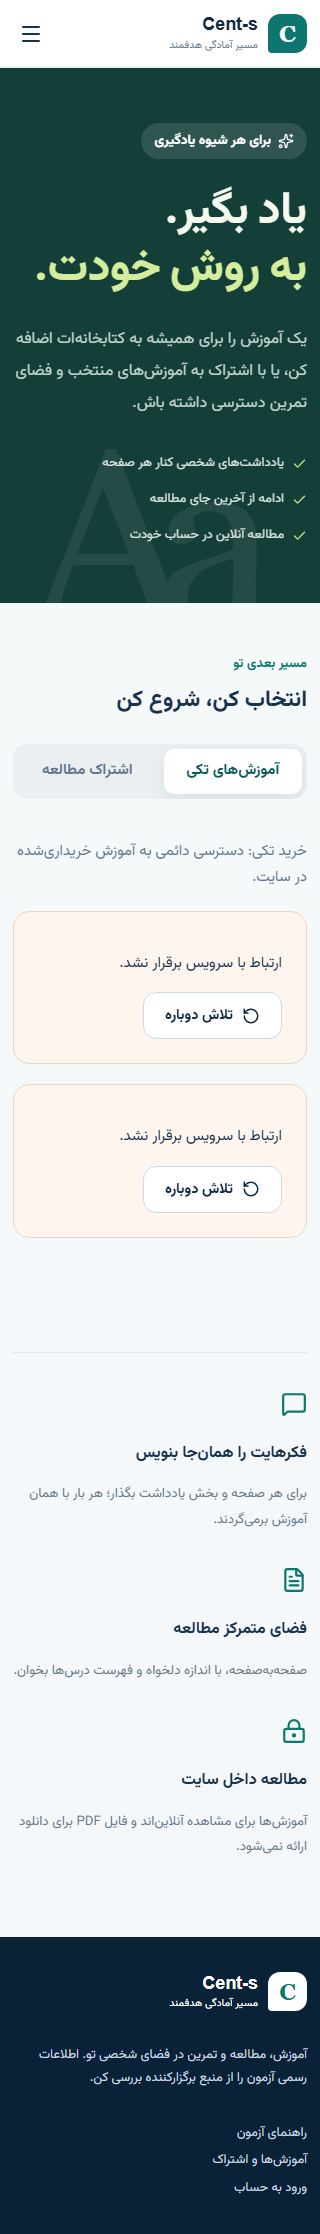 Cent-s
مسیر آمادگی هدفمند
C
برای هر شیوه یادگیری
یاد بگیر.
به روش خودت.
یک آموزش را برای همیشه به کتابخانه‌ات اضافه
کن، یا با اشتراک به آموزش‌های منتخب و فضای
تمرین دسترسی داشته باش.
یادداشت‌های شخصی کنار هر صفحه
ادامه از آخرین جای مطالعه
مطالعه آنلاین در حساب خودت
Aa
مسیر بعدی تو
انتخاب کن، شروع کن
آموزش‌های تکی
اشتراک مطالعه
خرید تکی: دسترسی دائمی به آموزش خریداری‌شده
در سایت.
ارتباط با سرویس برقرار نشد.
تلاش دوباره
ارتباط با سرویس برقرار نشد.
تلاش دوباره
فکرهایت را همان‌جا بنویس
برای هر صفحه و بخش یادداشت بگذار؛ هر بار با همان
آموزش برمی‌گردند.
فضای متمرکز مطالعه
صفحه‌به‌صفحه، با اندازه دلخواه و فهرست درس‌ها بخوان.
مطالعه داخل سایت
آموزش‌ها برای مشاهده آنلاین‌اند و فایل PDF برای دانلود
ارائه نمی‌شود.
Cent-s
مسیر آمادگی هدفمند
C
آموزش، مطالعه و تمرین در فضای شخصی تو. اطلاعات
رسمی آزمون را از منبع برگزارکننده بررسی کن.
راهنمای آزمون
آموزش‌ها و اشتراک
ورود به حساب